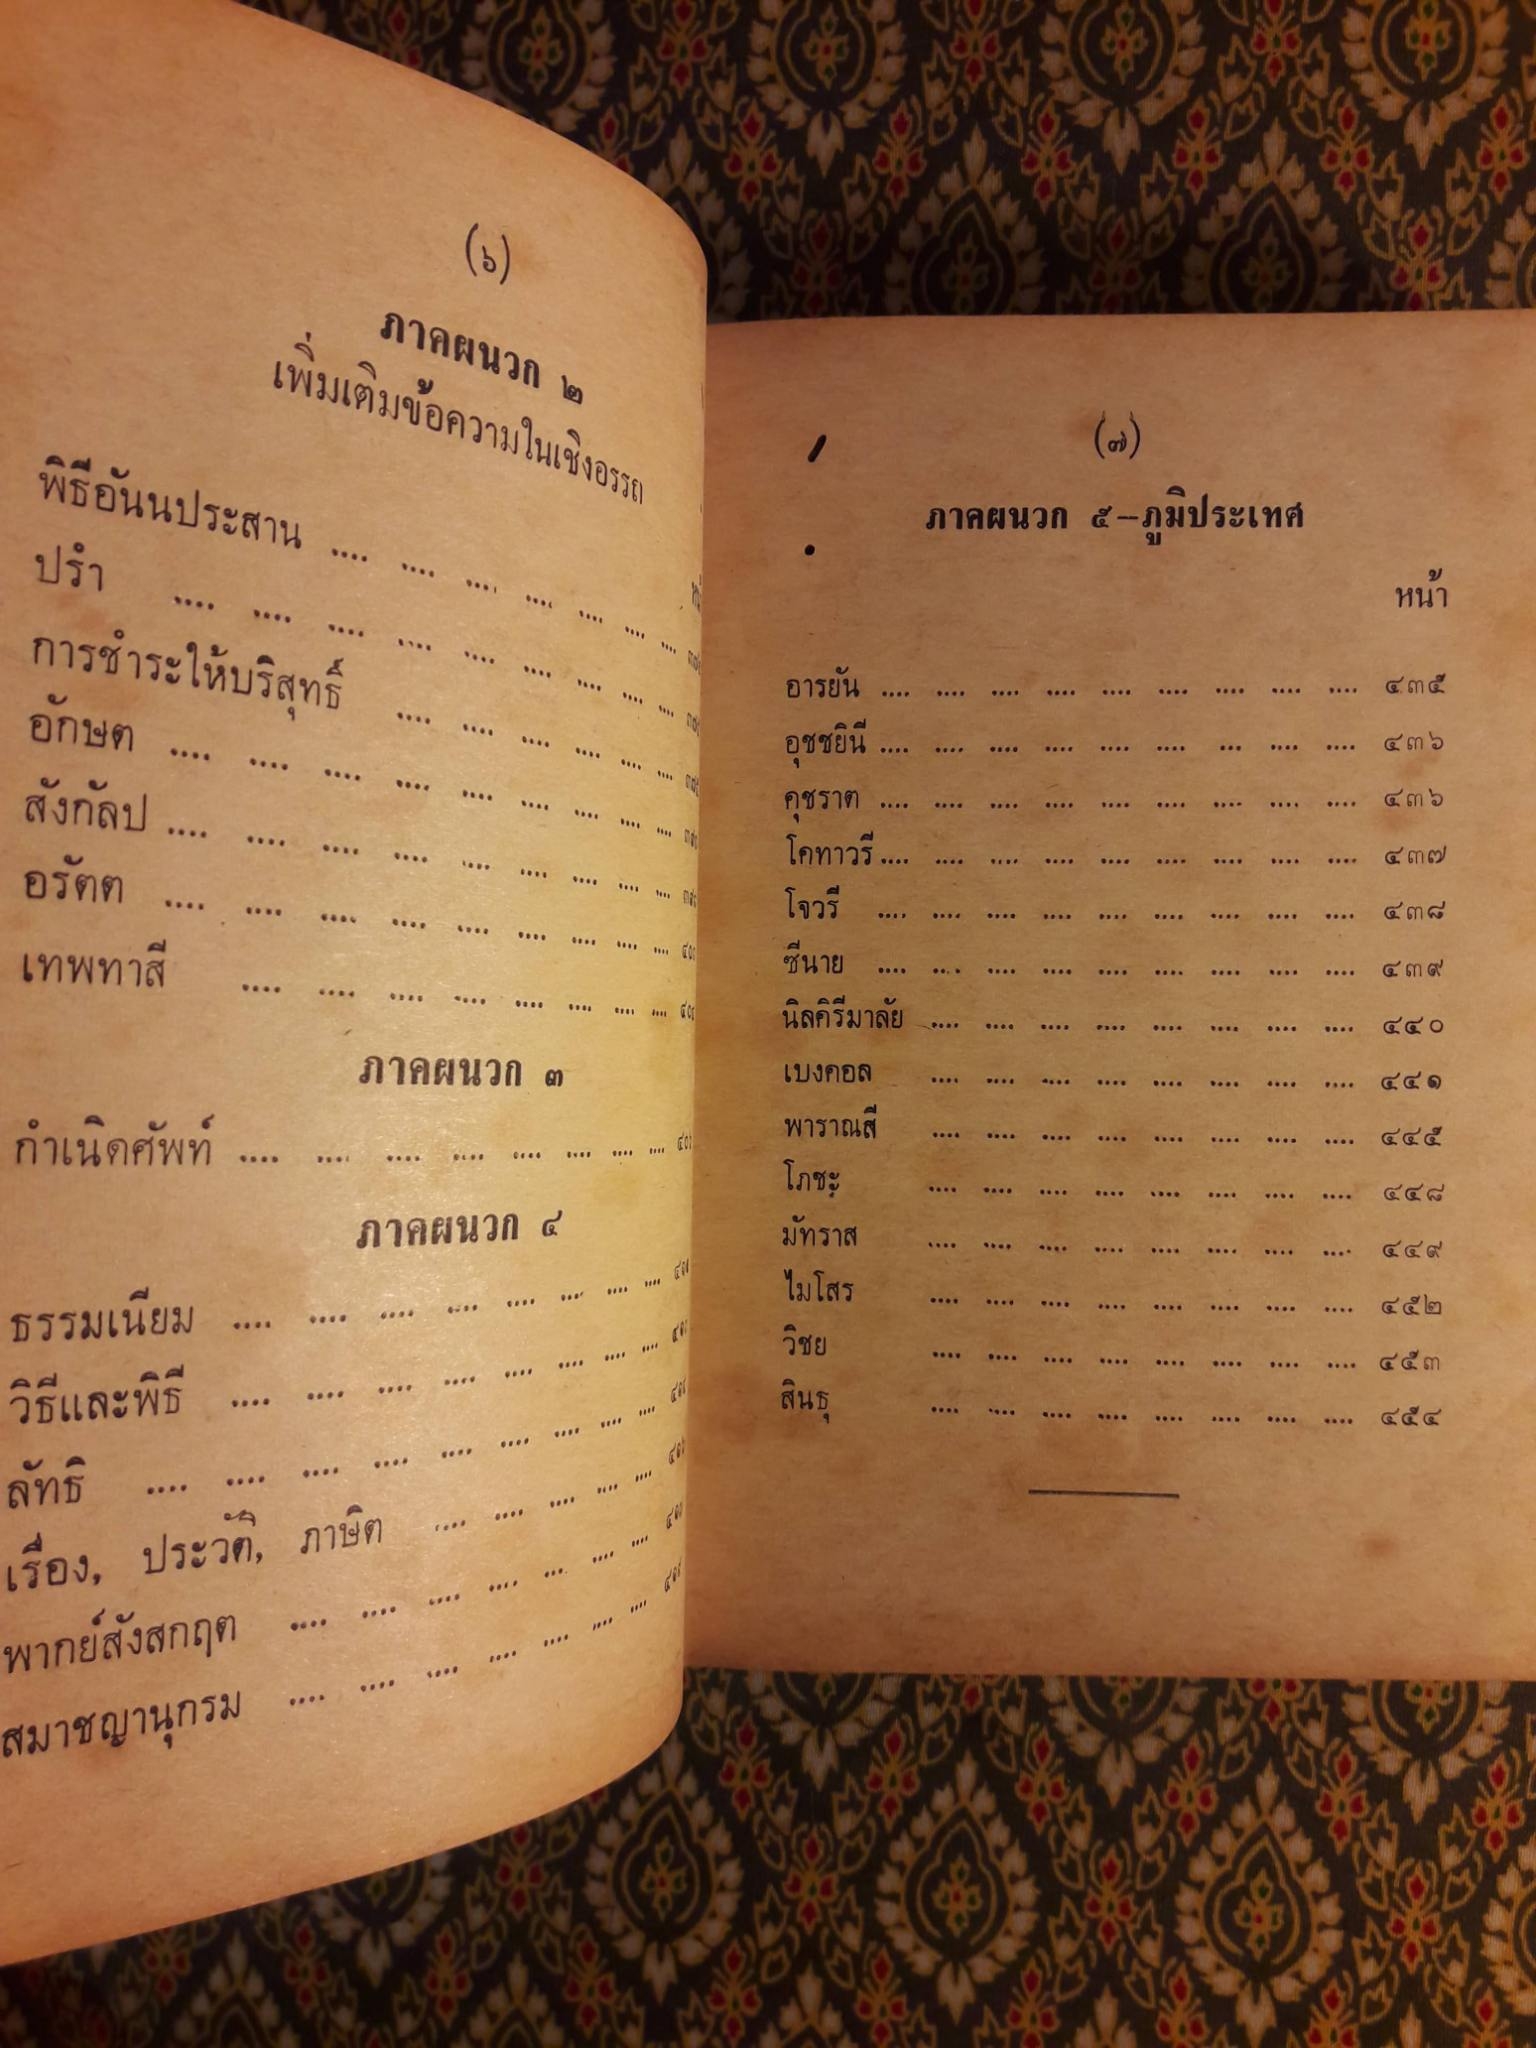 (๖)
ภาคผนวก ๒
เพิ่มเติมข้อความในเชิงอรรถ
พิธีอันนประสาน .... .... .... .... .... .... ....
ปรำ .... .... .... .... .... .... .... .... ....
การชำระให้บริสุทธิ์ .... .... .... .... .... ....
อักษต .... .... .... .... .... .... .... .... ....
สังกัลป .... .... .... .... .... .... .... .... ....
อรัตต .... .... .... .... .... .... .... .... ....
เทพทาสี .... .... .... .... .... .... .... ....
ภาคผนวก ๓
กำเนิดศัพท์ .... .... .... .... .... .... .... ....
ภาคผนวก ๔
ธรรมเนียม .... .... .... .... .... .... .... ....
วิธีและพิธี .... .... .... .... .... .... .... ....
ลัทธิ .... .... .... .... .... .... .... .... ....
เรื่อง, ประวัติ, ภาษิต .... .... .... .... ....
พากย์สังสกฤต .... .... .... .... .... .... ....
สมาชญานุกรม .... .... .... .... .... .... ....
(๗)
ภาคผนวก ๕–ภูมิประเทศ
หน้า
อารยัน .... .... .... .... .... .... .... .... .... ๔๓๕
อุชชยินี .... .... .... .... .... .... ... .... .... ๔๓๖
คุชราต .... .... .... .... .... .... .... .... .... ๔๓๖
โคทาวรี .... .... .... .... .... .... .... .... .... ๔๓๗
โจวรี .... .... .... .... .... .... .... .... .... ๔๓๘
ซีนาย .... .... .... .... .... .... .... .... .... ๔๓๙
นิลคิรีมาลัย .... .... .... .... .... .... .... .... ๔๔๐
เบงคอล .... .... .... .... .... .... .... .... ๔๔๑
พาราณสี .... .... .... .... .... .... .... .... ๔๔๕
โภชะ .... .... .... .... .... .... .... .... ๔๔๘
มัทราส .... .... .... .... .... .... .... .... ๔๔๙
ไมโสร .... .... .... .... .... .... .... .... ๔๕๒
วิชย .... .... .... .... .... .... .... .... ๔๕๓
สินธุ .... .... .... .... .... .... .... .... ๔๕๔